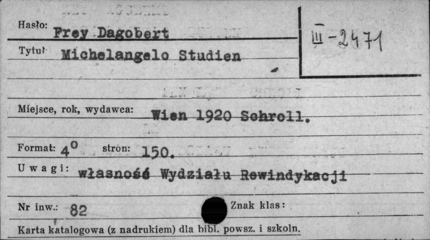 Hasło: Frey Dagobert
III-2471
Tytuł Michelangelo Studien
Miejsce, rok, wydawca: Wien 1920 Schroll.
Format: 4° stron: 150.
Uwagi: własność Wydziału Rewindykacji
Nr inw.: 82 Znak klas:
Karta katalogowa (z nadrukiem) dla bibl. powsz. i szkoln.